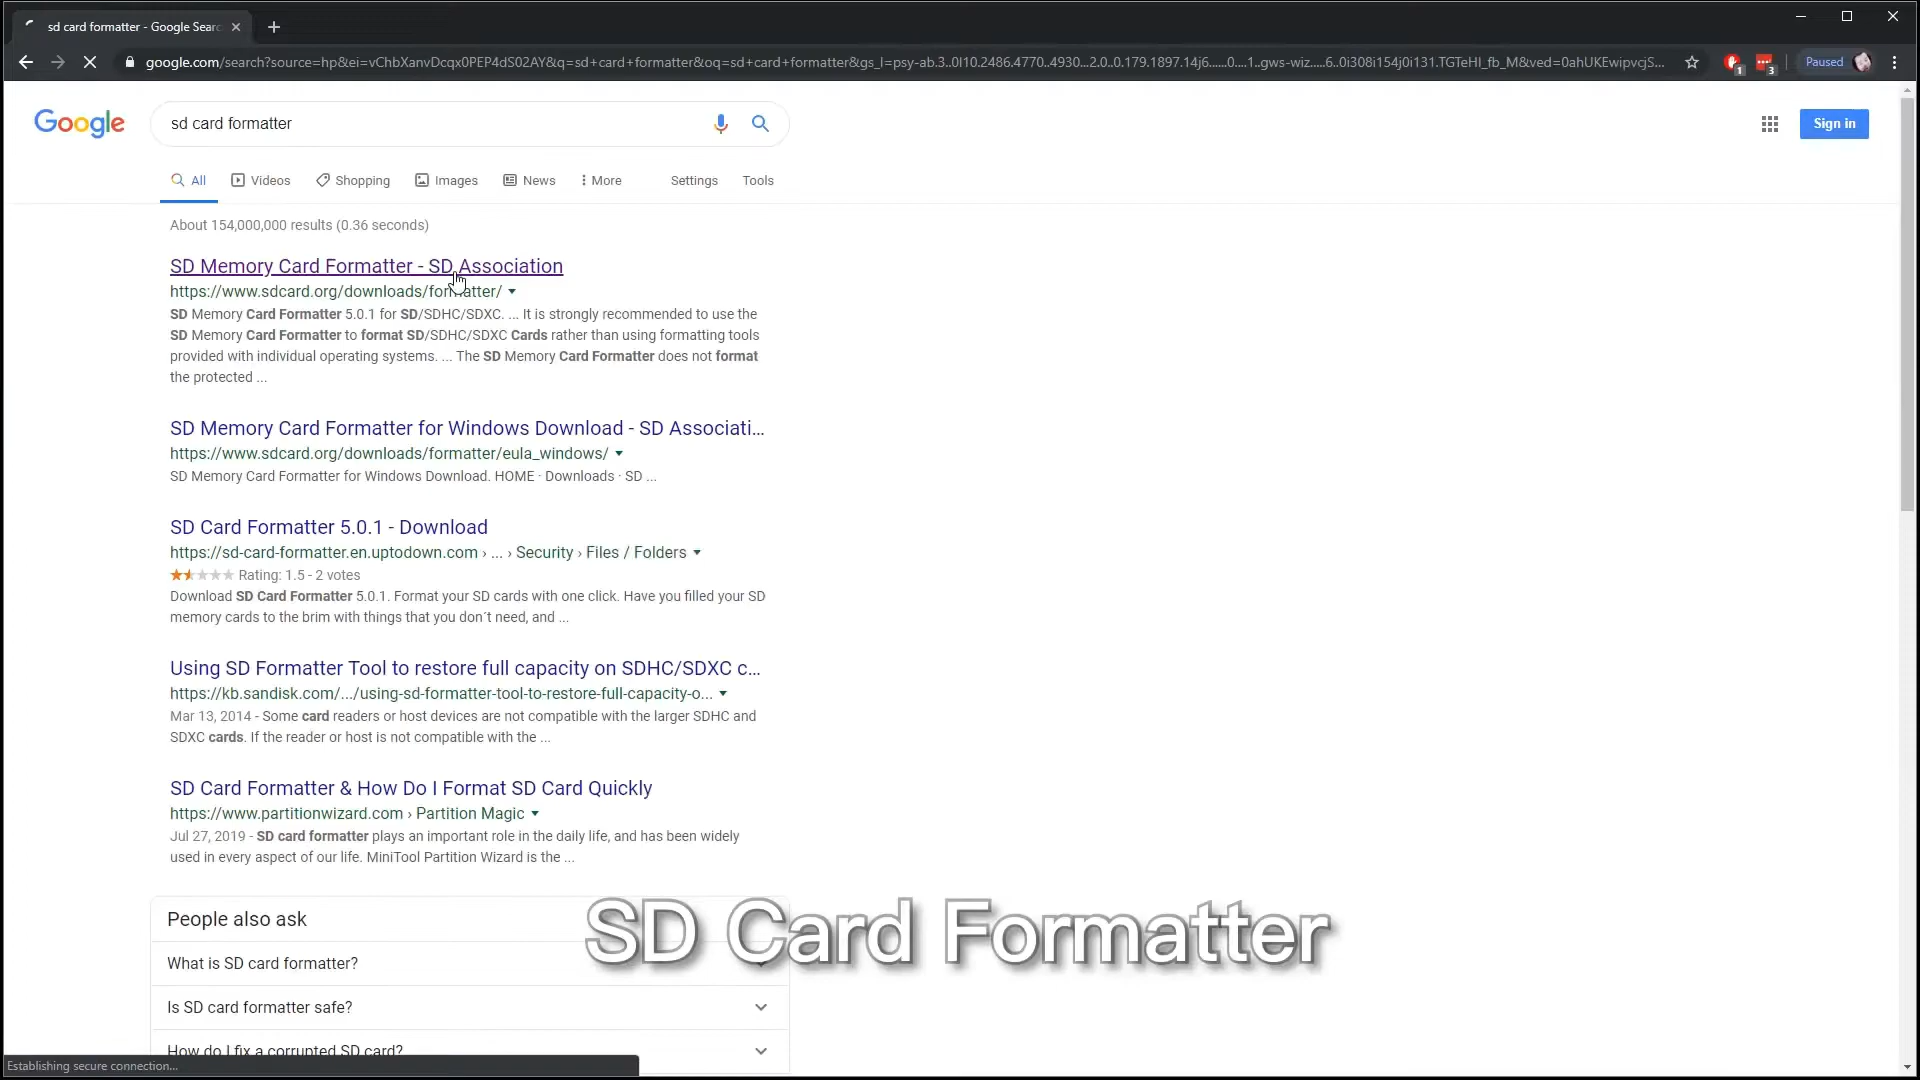 sd card formatter - Google Searc
google.com/search?source=hp&ei=vChbXanvDcqx0PEP4dS02AY&q=sd+card+formatter&oq=sd+card+formatter&gs_l=psy-ab.3..0l10.2486.4770..4930...2.0..0.179.1897.14j6......0....1..gws-wiz.....6..0i308i154j0i131.TGTeHI_fb_M&ved=0ahUKEwipvcjS...
1
3
Paused
Google
sd card formatter
Sign in
All
Videos
Shopping
Images
News
More
Settings
Tools
About 154,000,000 results (0.36 seconds)
SD Memory Card Formatter - SD Association
https://www.sdcard.org/downloads/formatter/
SD Memory Card Formatter 5.0.1 for SD/SDHC/SDXC. ... It is strongly recommended to use the
SD Memory Card Formatter to format SD/SDHC/SDXC Cards rather than using formatting tools
provided with individual operating systems. ... The SD Memory Card Formatter does not format
the protected ...
SD Memory Card Formatter for Windows Download - SD Associati...
https://www.sdcard.org/downloads/formatter/eula_windows/
SD Memory Card Formatter for Windows Download. HOME · Downloads · SD ...
SD Card Formatter 5.0.1 - Download
https://sd-card-formatter.en.uptodown.com › ... › Security › Files / Folders
Rating: 1.5 - 2 votes
Download SD Card Formatter 5.0.1. Format your SD cards with one click. Have you filled your SD
memory cards to the brim with things that you don´t need, and ...
Using SD Formatter Tool to restore full capacity on SDHC/SDXC c...
https://kb.sandisk.com/.../using-sd-formatter-tool-to-restore-full-capacity-o...
Mar 13, 2014 - Some card readers or host devices are not compatible with the larger SDHC and
SDXC cards. If the reader or host is not compatible with the ...
SD Card Formatter & How Do I Format SD Card Quickly
https://www.partitionwizard.com › Partition Magic
Jul 27, 2019 - SD card formatter plays an important role in the daily life, and has been widely
used in every aspect of our life. MiniTool Partition Wizard is the ...
People also ask
SD Card Formatter
What is SD card formatter?
Is SD card formatter safe?
How do I fix a corrupted SD card?
Establishing secure connection...